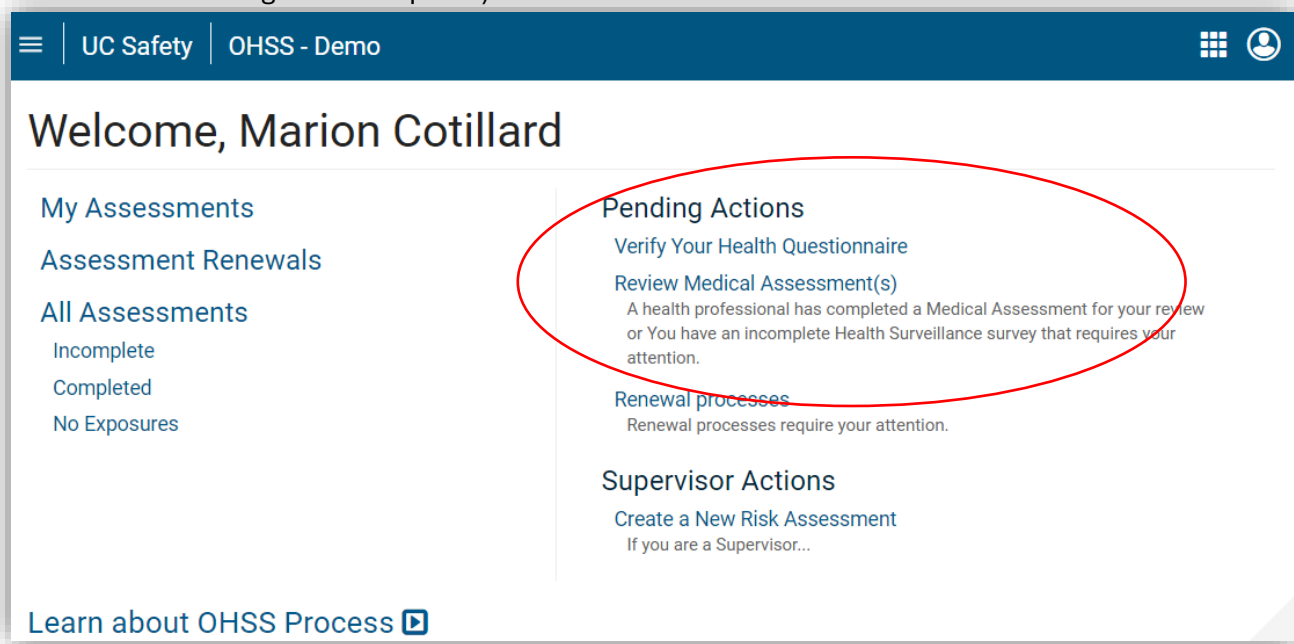 UC Safety OHSS - Demo
Welcome, Marion Cotillard
My Assessments
Assessment Renewals
All Assessments
Incomplete
Completed
No Exposures
Pending Actions
Verify Your Health Questionnaire
Review Medical Assessment(s)
A health professional has completed a Medical Assessment for your review
or You have an incomplete Health Surveillance survey that requires your
attention.
Renewal processes
Renewal processes require your attention.
Supervisor Actions
Create a New Risk Assessment
If you are a Supervisor...
Learn about OHSS Process